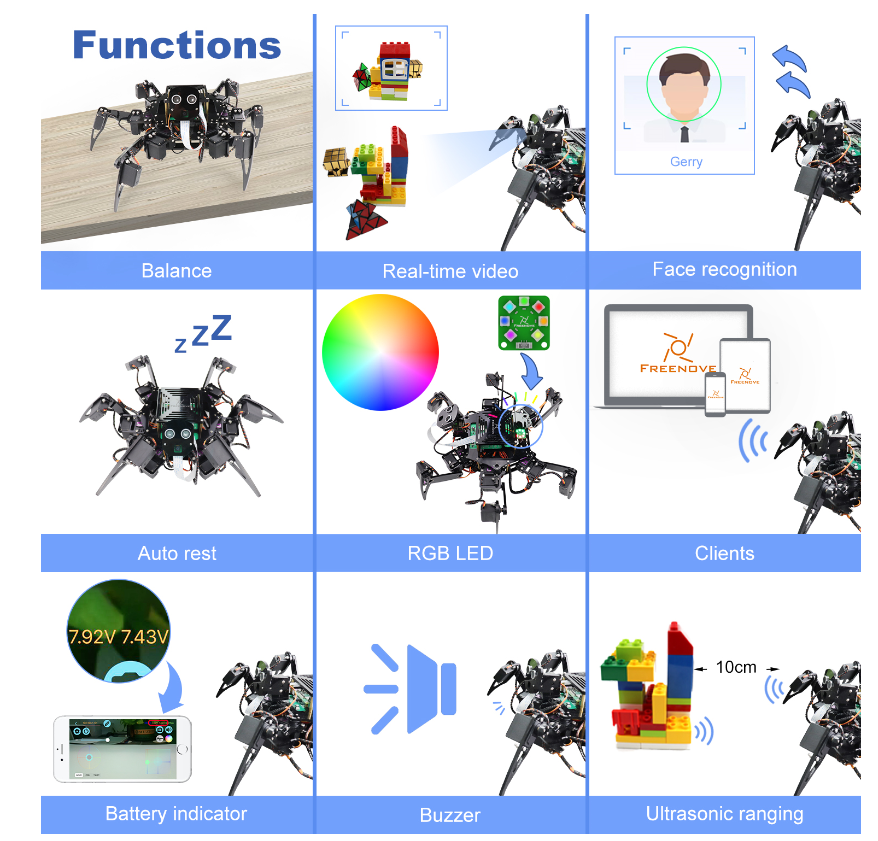 Functions
Balance
Real-time video
Gerry
Face recognition
z z Z
Auto rest
FREENOVE
RGB LED
FREENOVE
FREENOVE
FREENOVE
Clients
7.92V 7.43V
Battery indicator
Buzzer
10cm
Ultrasonic ranging